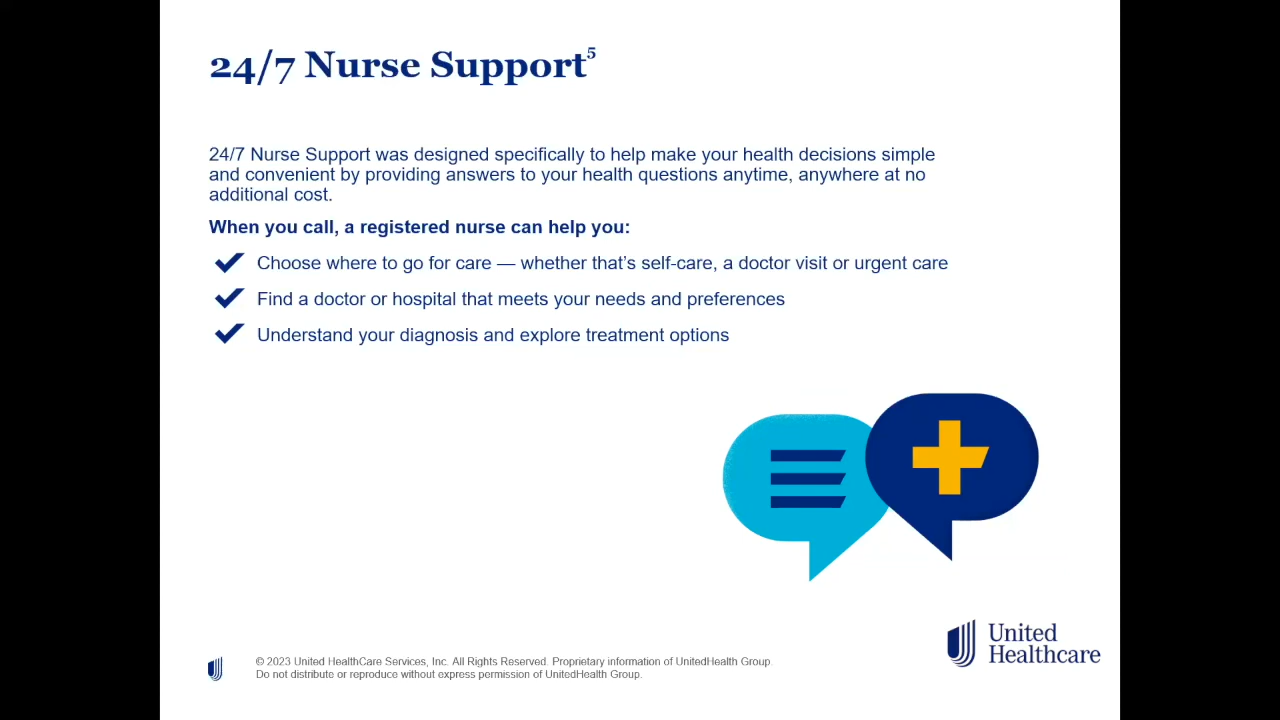 24/7 Nurse Support⁵
24/7 Nurse Support was designed specifically to help make your health decisions simple
and convenient by providing answers to your health questions anytime, anywhere at no
additional cost.
When you call, a registered nurse can help you:
Choose where to go for care — whether that’s self-care, a doctor visit or urgent care
Find a doctor or hospital that meets your needs and preferences
Understand your diagnosis and explore treatment options
United
Healthcare
© 2023 United HealthCare Services, Inc. All Rights Reserved. Proprietary information of UnitedHealth Group.
Do not distribute or reproduce without express permission of UnitedHealth Group.